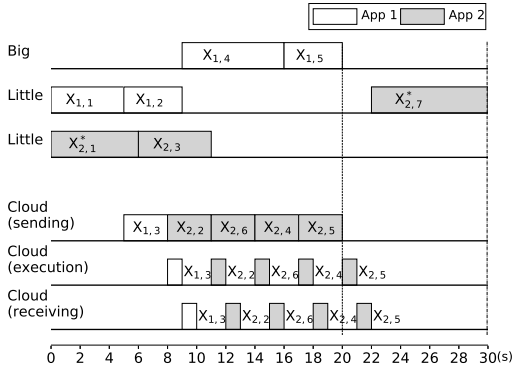 App 1 App 2
Big X1,4 X1,5
Little X1,1 X1,2 X*2,7
Little X*2,1 X2,3
Cloud
(sending) X1,3 X2,2 X2,6 X2,4 X2,5
Cloud
(execution) X1,3 X2,2 X2,6 X2,4 X2,5
Cloud
(receiving) X1,3 X2,2 X2,6 X2,4 X2,5
0 2 4 6 8 10 12 14 16 18 20 22 24 26 28 30(s)